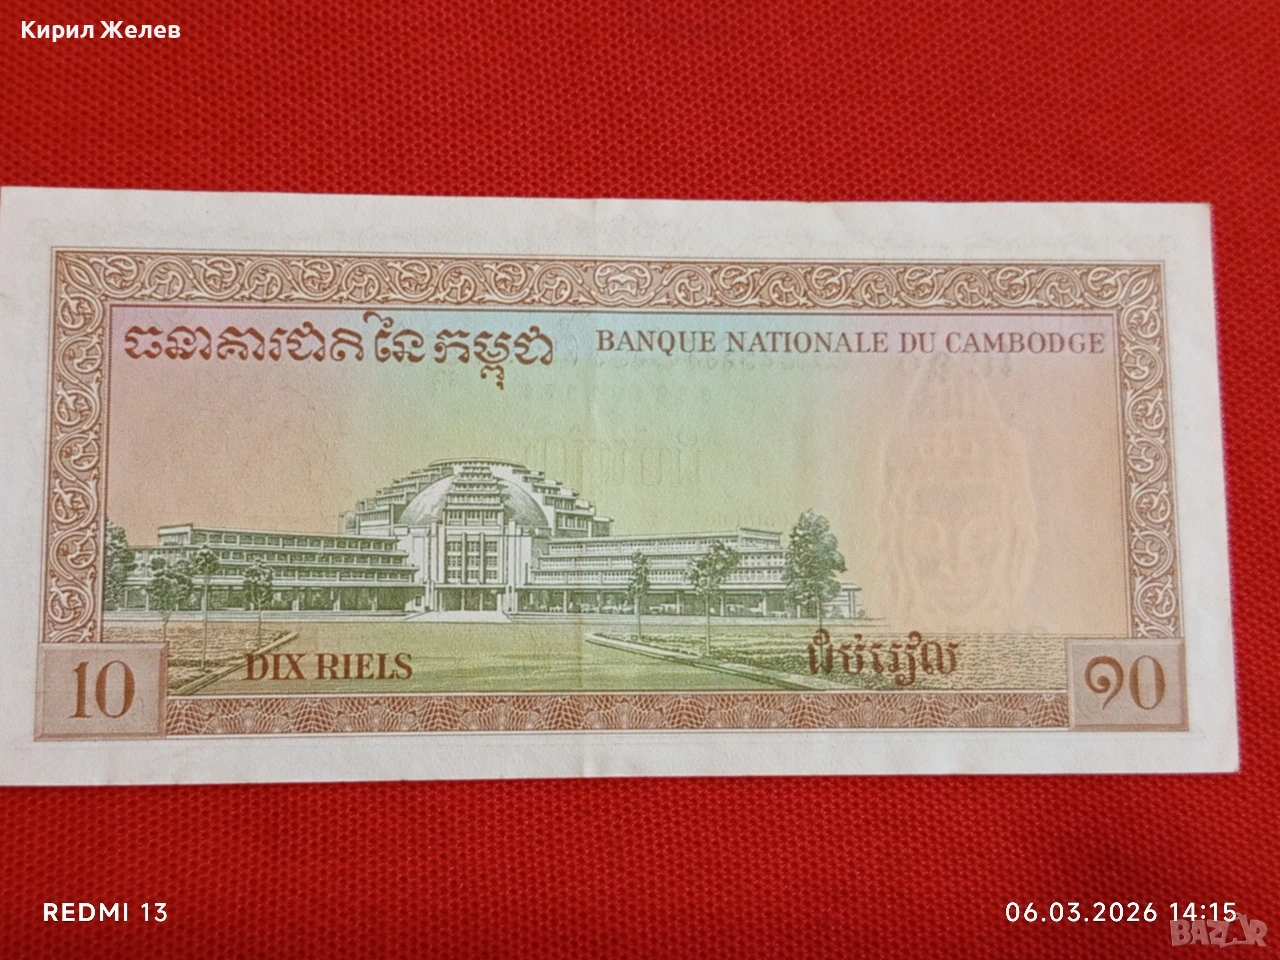 Кирил Желев
ធនាគារជាតិនៃកម្ពុជា BANQUE NATIONALE DU CAMBODGE
10 DIX RIELS ដប់រៀល ១០
REDMI 13 06.03.2026 14:15
BAZAR